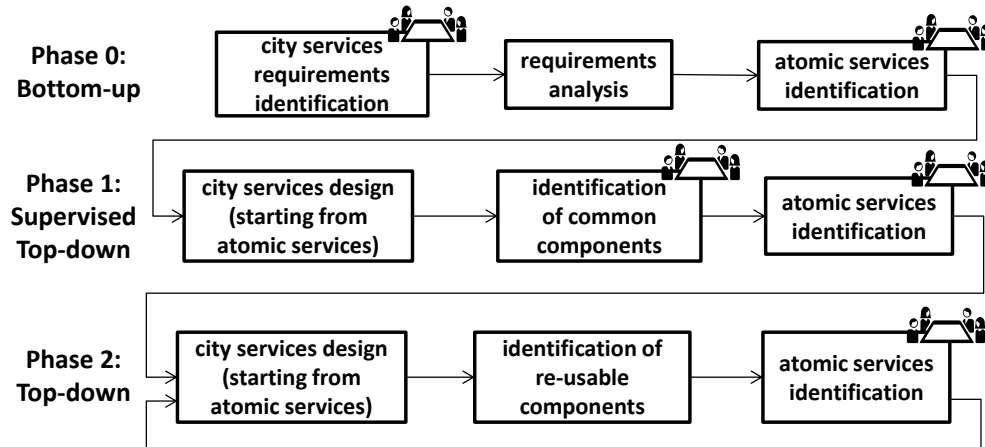 Phase 0:
Bottom-up
city services
requirements
identification
requirements
analysis
atomic services
identification
Phase 1:
Supervised
Top-down
city services design
(starting from
atomic services)
identification
of common
components
atomic services
identification
Phase 2:
Top-down
city services design
(starting from
atomic services)
identification of
re-usable
components
atomic services
identification